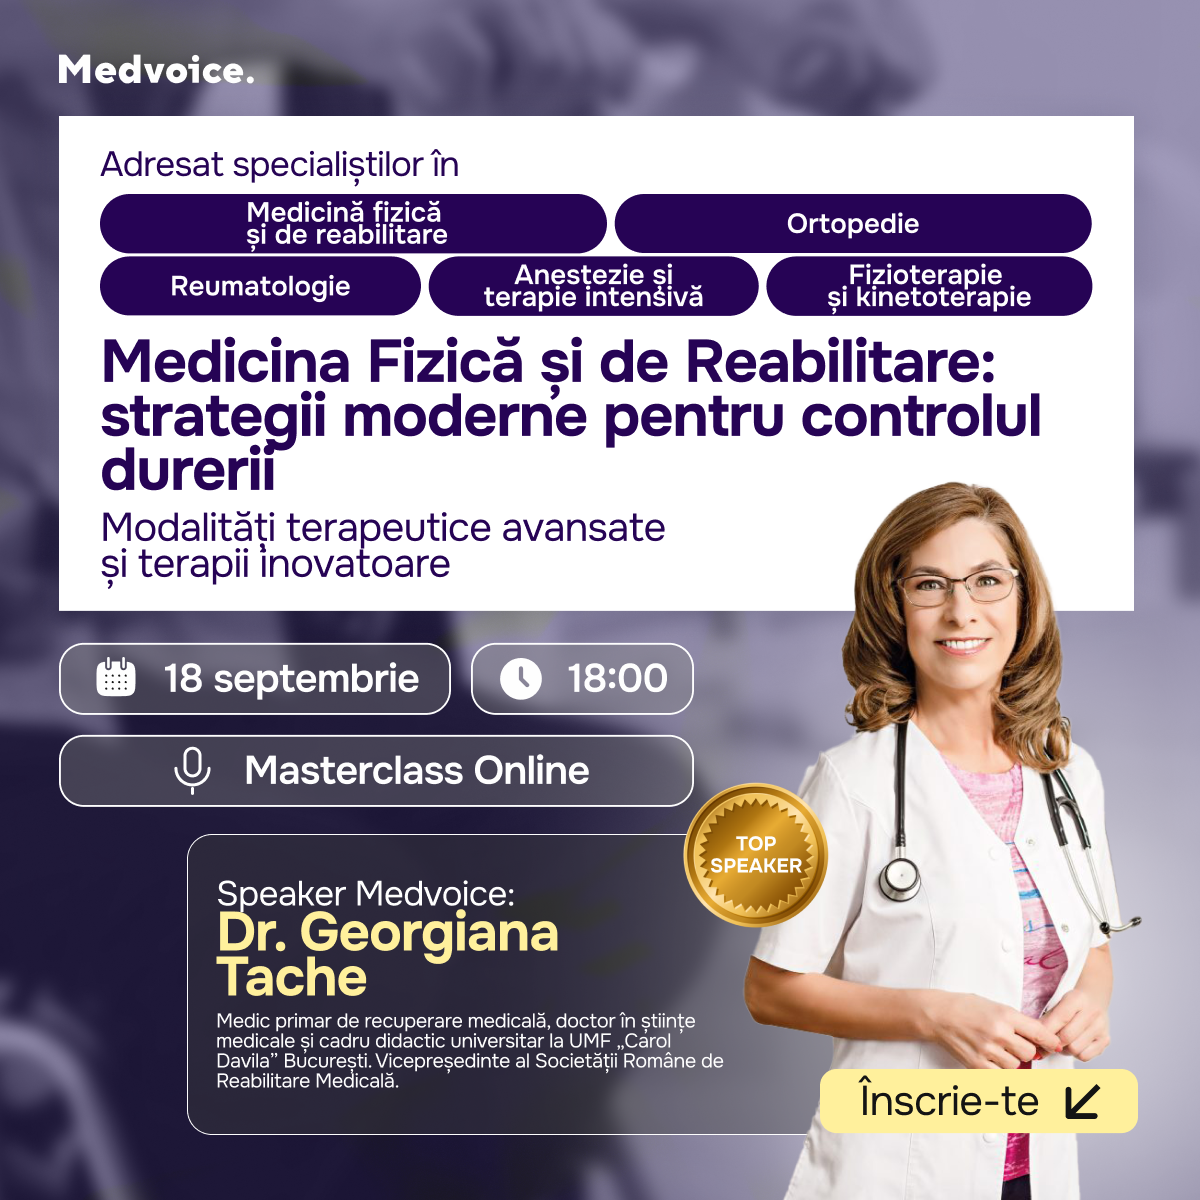 Medvoice.
Adresat specialiștilor în
Medicină fizică
și de reabilitare
Ortopedie
Reumatologie
Anestezie și
terapie intensivă
Fizioterapie
și kinetoterapie
Medicina Fizică și de Reabilitare:
strategii moderne pentru controlul
durerii
Modalități terapeutice avansate
și terapii inovatoare
18 septembrie
18:00
Masterclass Online
TOP
SPEAKER
Speaker Medvoice:
Dr. Georgiana
Tache
Medic primar de recuperare medicală, doctor în științe
medicale și cadru didactic universitar la UMF „Carol
Davila” București. Vicepreședinte al Societății Române de
Reabilitare Medicală.
Înscrie-te